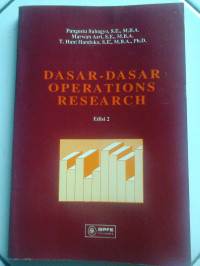 Pangestu Subagyo, S.E., M.B.A.
Marwan Asri, S.E., M.B.A.
T. Hani Handoko, S.E., M.B.A., Ph.D.
DASAR-DASAR
OPERATIONS
RESEARCH
Edisi 2
BPFE